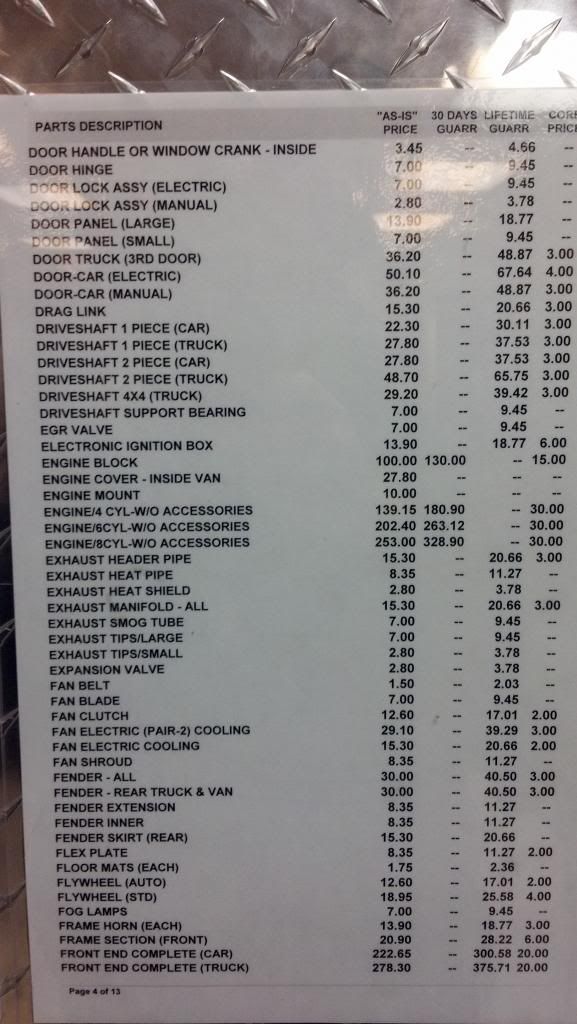 PARTS DESCRIPTION "AS-IS" PRICE 30 DAYS GUARR LIFETIME GUARR
DOOR HANDLE OR WINDOW CRANK - INSIDE 3.45 -- 4.66 --
DOOR HINGE 7.00 -- 9.45 --
DOOR LOCK ASSY (ELECTRIC) 7.00 -- 9.45 --
DOOR LOCK ASSY (MANUAL) 2.80 -- 3.78 --
DOOR PANEL (LARGE) 13.90 -- 18.77 --
DOOR PANEL (SMALL) 7.00 -- 9.45 --
DOOR TRUCK (3RD DOOR) 36.20 -- 48.87 3.00
DOOR-CAR (ELECTRIC) 50.10 -- 67.64 4.00
DOOR-CAR (MANUAL) 36.20 -- 48.87 3.00
DRAG LINK 15.30 -- 20.66 3.00
DRIVESHAFT 1 PIECE (CAR) 22.30 -- 30.11 3.00
DRIVESHAFT 1 PIECE (TRUCK) 27.80 -- 37.53 3.00
DRIVESHAFT 2 PIECE (CAR) 27.80 -- 37.53 3.00
DRIVESHAFT 2 PIECE (TRUCK) 48.70 -- 65.75 3.00
DRIVESHAFT 4X4 (TRUCK) 29.20 -- 39.42 3.00
DRIVESHAFT SUPPORT BEARING 7.00 -- 9.45 --
EGR VALVE 7.00 -- 9.45 --
ELECTRONIC IGNITION BOX 13.90 -- 18.77 6.00
ENGINE BLOCK 100.00 130.00 -- 15.00
ENGINE COVER - INSIDE VAN 27.80 -- -- --
ENGINE MOUNT 10.00 -- -- --
ENGINE/4 CYL-W/O ACCESSORIES 139.15 180.90 -- 30.00
ENGINE/6CYL-W/O ACCESSORIES 202.40 263.12 -- 30.00
ENGINE/8CYL-W/O ACCESSORIES 253.00 328.90 -- 30.00
EXHAUST HEADER PIPE 15.30 -- 20.66 3.00
EXHAUST HEAT PIPE 8.35 -- 11.27 --
EXHAUST HEAT SHIELD 2.80 -- 3.78 --
EXHAUST MANIFOLD - ALL 15.30 -- 20.66 3.00
EXHAUST SMOG TUBE 7.00 -- 9.45 --
EXHAUST TIPS/LARGE 7.00 -- 9.45 --
EXHAUST TIPS/SMALL 2.80 -- 3.78 --
EXPANSION VALVE 2.80 -- 3.78 --
FAN BELT 1.50 -- 2.03 --
FAN BLADE 7.00 -- 9.45 --
FAN CLUTCH 12.60 -- 17.01 2.00
FAN ELECTRIC (PAIR-2) COOLING 29.10 -- 39.29 3.00
FAN ELECTRIC COOLING 15.30 -- 20.66 2.00
FAN SHROUD 8.35 -- 11.27 --
FENDER - ALL 30.00 -- 40.50 3.00
FENDER - REAR TRUCK & VAN 30.00 -- 40.50 3.00
FENDER EXTENSION 8.35 -- 11.27 --
FENDER INNER 8.35 -- 11.27 --
FENDER SKIRT (REAR) 15.30 -- 20.66 --
FLEX PLATE 8.35 -- 11.27 2.00
FLOOR MATS (EACH) 1.75 -- 2.36 --
FLYWHEEL (AUTO) 12.60 -- 17.01 2.00
FLYWHEEL (STD) 18.95 -- 25.58 4.00
FOG LAMPS 7.00 -- 9.45 --
FRAME HORN (EACH) 13.90 -- 18.77 3.00
FRAME SECTION (FRONT) 20.90 -- 28.22 6.00
FRONT END COMPLETE (CAR) 222.65 -- 300.58 20.00
FRONT END COMPLETE (TRUCK) 278.30 -- 375.71 20.00
Page 4 of 13